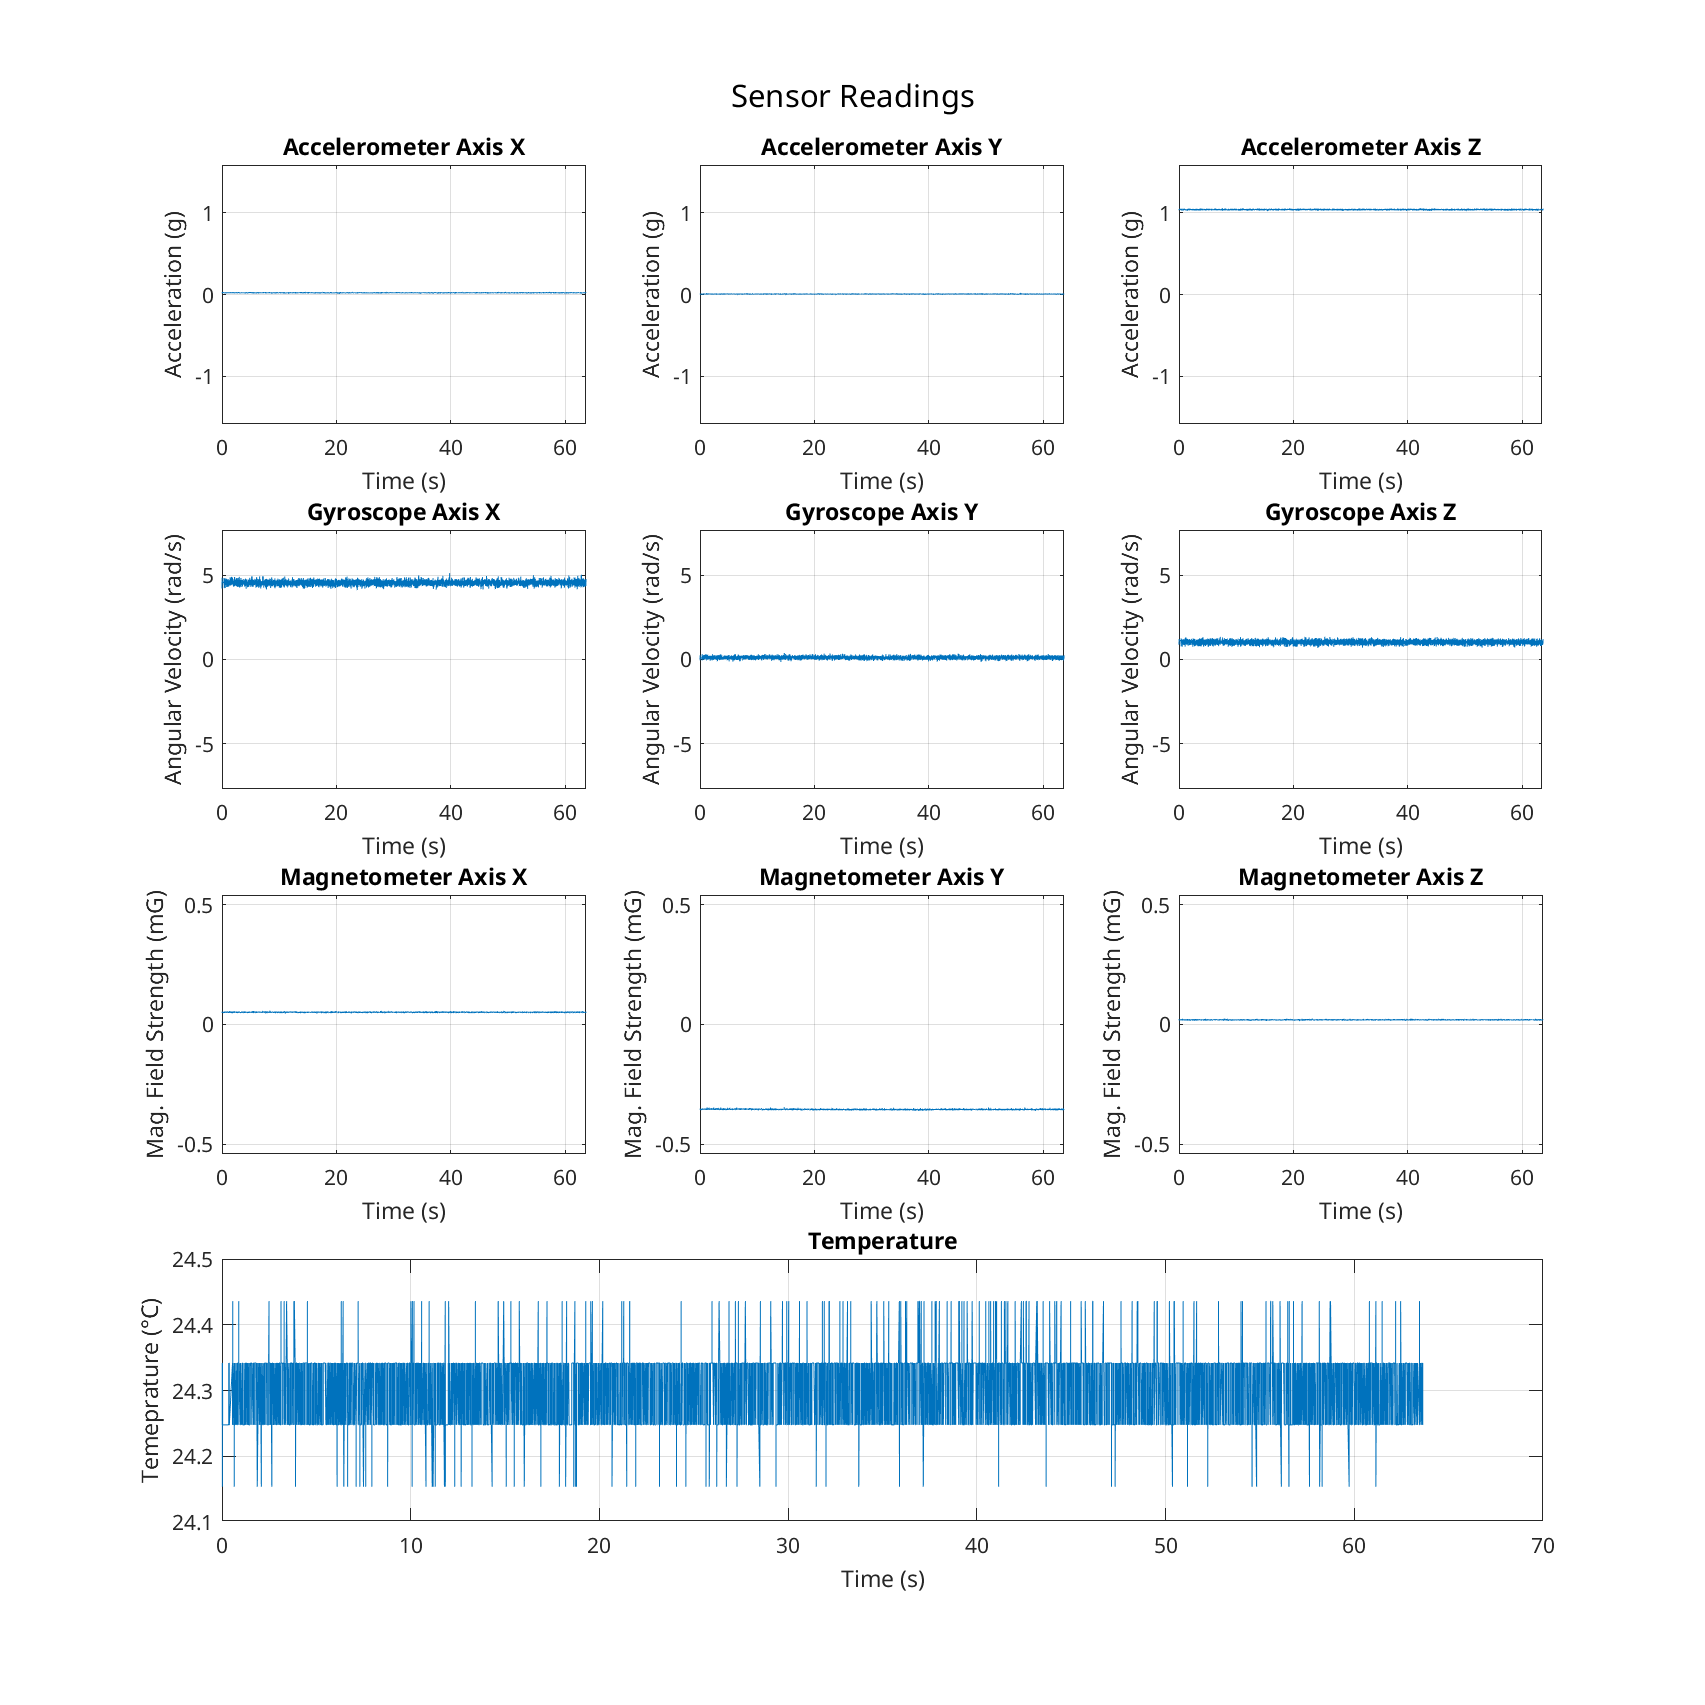 Sensor Readings
Accelerometer Axis X
Acceleration (g)
1
0
-1
0 20 40 60
Time (s)
Accelerometer Axis Y
Acceleration (g)
1
0
-1
0 20 40 60
Time (s)
Accelerometer Axis Z
Acceleration (g)
1
0
-1
0 20 40 60
Time (s)
Gyroscope Axis X
Angular Velocity (rad/s)
5
0
-5
0 20 40 60
Time (s)
Gyroscope Axis Y
Angular Velocity (rad/s)
5
0
-5
0 20 40 60
Time (s)
Gyroscope Axis Z
Angular Velocity (rad/s)
5
0
-5
0 20 40 60
Time (s)
Magnetometer Axis X
Mag. Field Strength (mG)
0.5
0
-0.5
0 20 40 60
Time (s)
Magnetometer Axis Y
Mag. Field Strength (mG)
0.5
0
-0.5
0 20 40 60
Time (s)
Magnetometer Axis Z
Mag. Field Strength (mG)
0.5
0
-0.5
0 20 40 60
Time (s)
Temperature
Temeprature (°C)
24.5
24.4
24.3
24.2
24.1
0 10 20 30 40 50 60 70
Time (s)